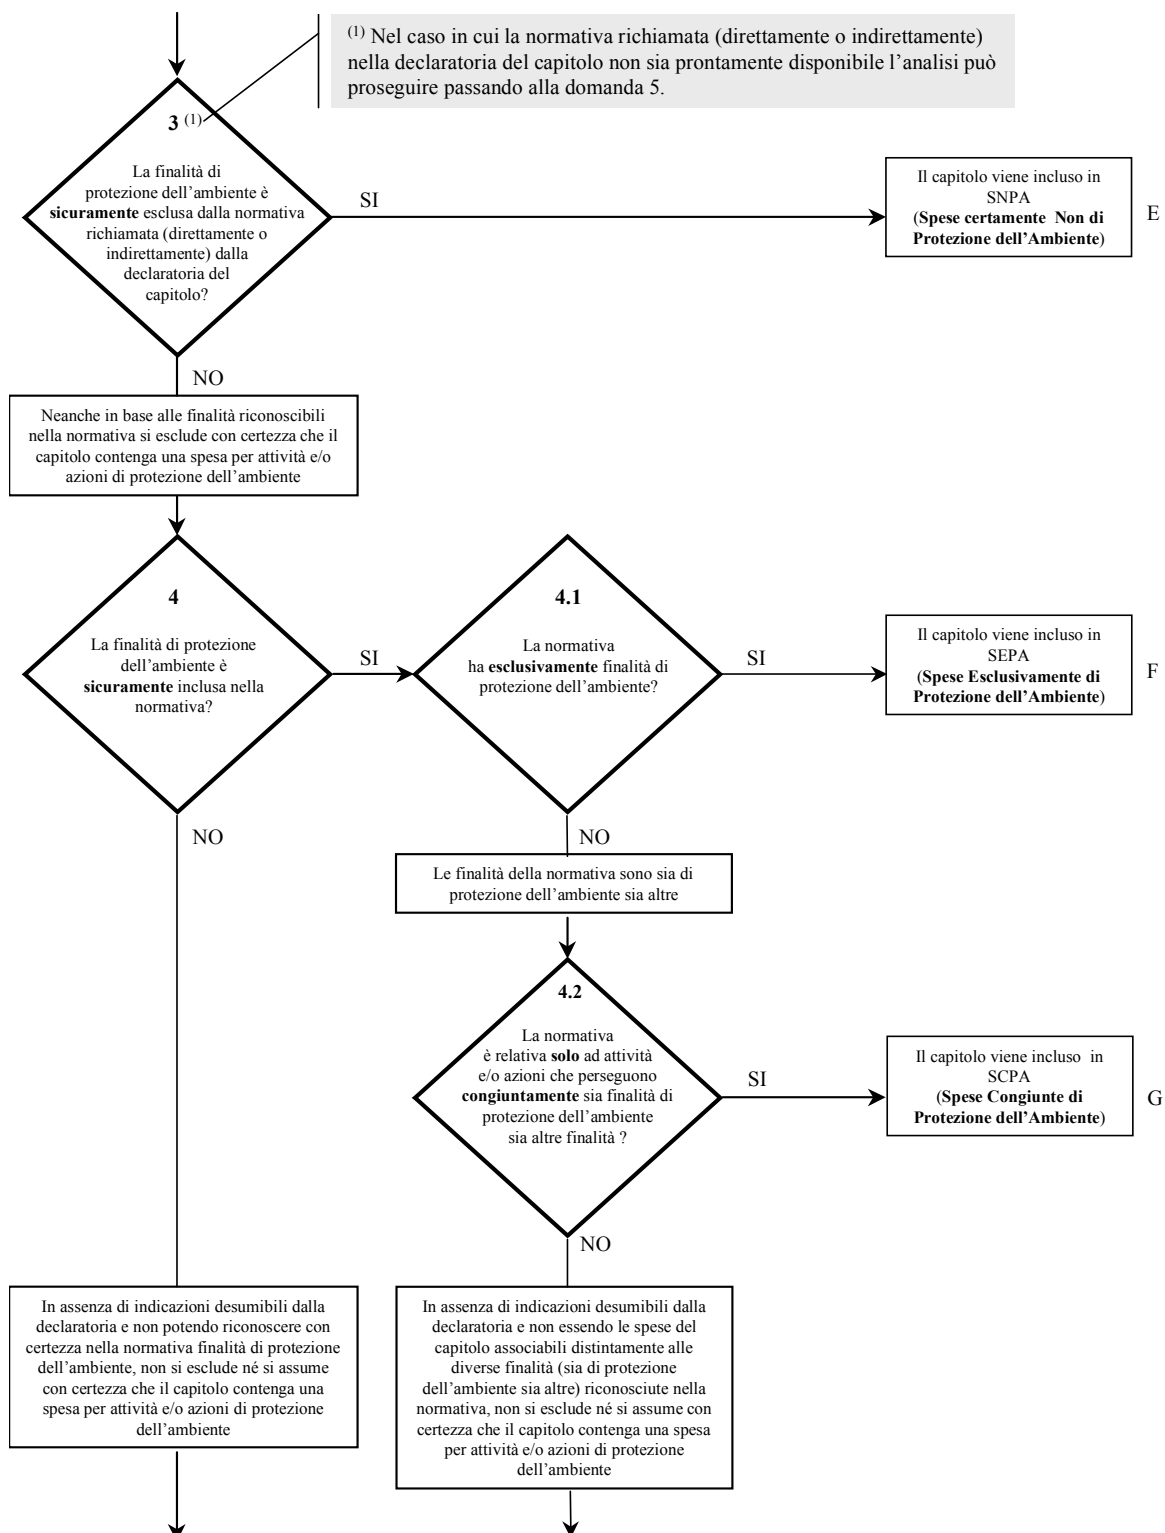 (1) Nel caso in cui la normativa richiamata (direttamente o indirettamente)
nella declaratoria del capitolo non sia prontamente disponibile l’analisi può
proseguire passando alla domanda 5.
3 (1)
La finalità di
protezione dell’ambiente è
sicuramente esclusa dalla normativa
richiamata (direttamente o
indirettamente) dalla
declaratoria del
capitolo?
SI
Il capitolo viene incluso in
SNPA
(Spese certamente Non di
Protezione dell’Ambiente)
E
NO
Neanche in base alle finalità riconoscibili
nella normativa si esclude con certezza che il
capitolo contenga una spesa per attività e/o
azioni di protezione dell’ambiente
4
La finalità di protezione
dell’ambiente è
sicuramente inclusa nella
normativa?
SI
4.1
La normativa
ha esclusivamente finalità di
protezione dell’ambiente?
SI
Il capitolo viene incluso in
SEPA
(Spese Esclusivamente di
Protezione dell’Ambiente)
F
NO
NO
Le finalità della normativa sono sia di
protezione dell’ambiente sia altre
4.2
La normativa
è relativa solo ad attività
e/o azioni che perseguono
congiuntamente sia finalità di
protezione dell’ambiente
sia altre finalità ?
SI
Il capitolo viene incluso in
SCPA
(Spese Congiunte di
Protezione dell’Ambiente)
G
NO
In assenza di indicazioni desumibili dalla
declaratoria e non potendo riconoscere con
certezza nella normativa finalità di protezione
dell’ambiente, non si esclude né si assume
con certezza che il capitolo contenga una
spesa per attività e/o azioni di protezione
dell’ambiente
In assenza di indicazioni desumibili dalla
declaratoria e non essendo le spese del
capitolo associabili distintamente alle
diverse finalità (sia di protezione
dell’ambiente sia altre) riconosciute nella
normativa, non si esclude né si assume con
certezza che il capitolo contenga una spesa
per attività e/o azioni di protezione
dell’ambiente